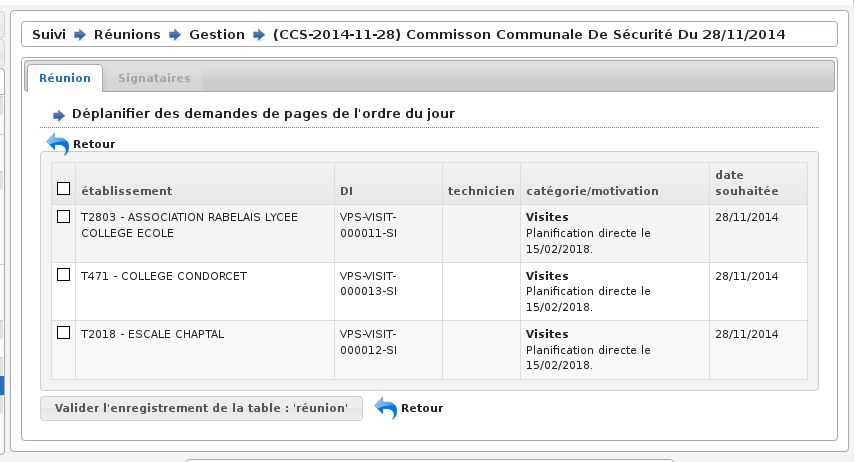 Suivi Réunions Gestion (CCS-2014-11-28) Commisson Communale De Sécurité Du 28/11/2014
Réunion Signataires
Déplanifier des demandes de pages de l'ordre du jour
Retour
établissement DI technicien catégorie/motivation date souhaitée
T2803 - ASSOCIATION RABELAIS LYCEE COLLEGE ECOLE VPS-VISIT-000011-SI Visites Planification directe le 15/02/2018. 28/11/2014
T471 - COLLEGE CONDORCET VPS-VISIT-000013-SI Visites Planification directe le 15/02/2018. 28/11/2014
T2018 - ESCALE CHAPTAL VPS-VISIT-000012-SI Visites Planification directe le 15/02/2018. 28/11/2014
Valider l'enregistrement de la table : 'réunion' Retour